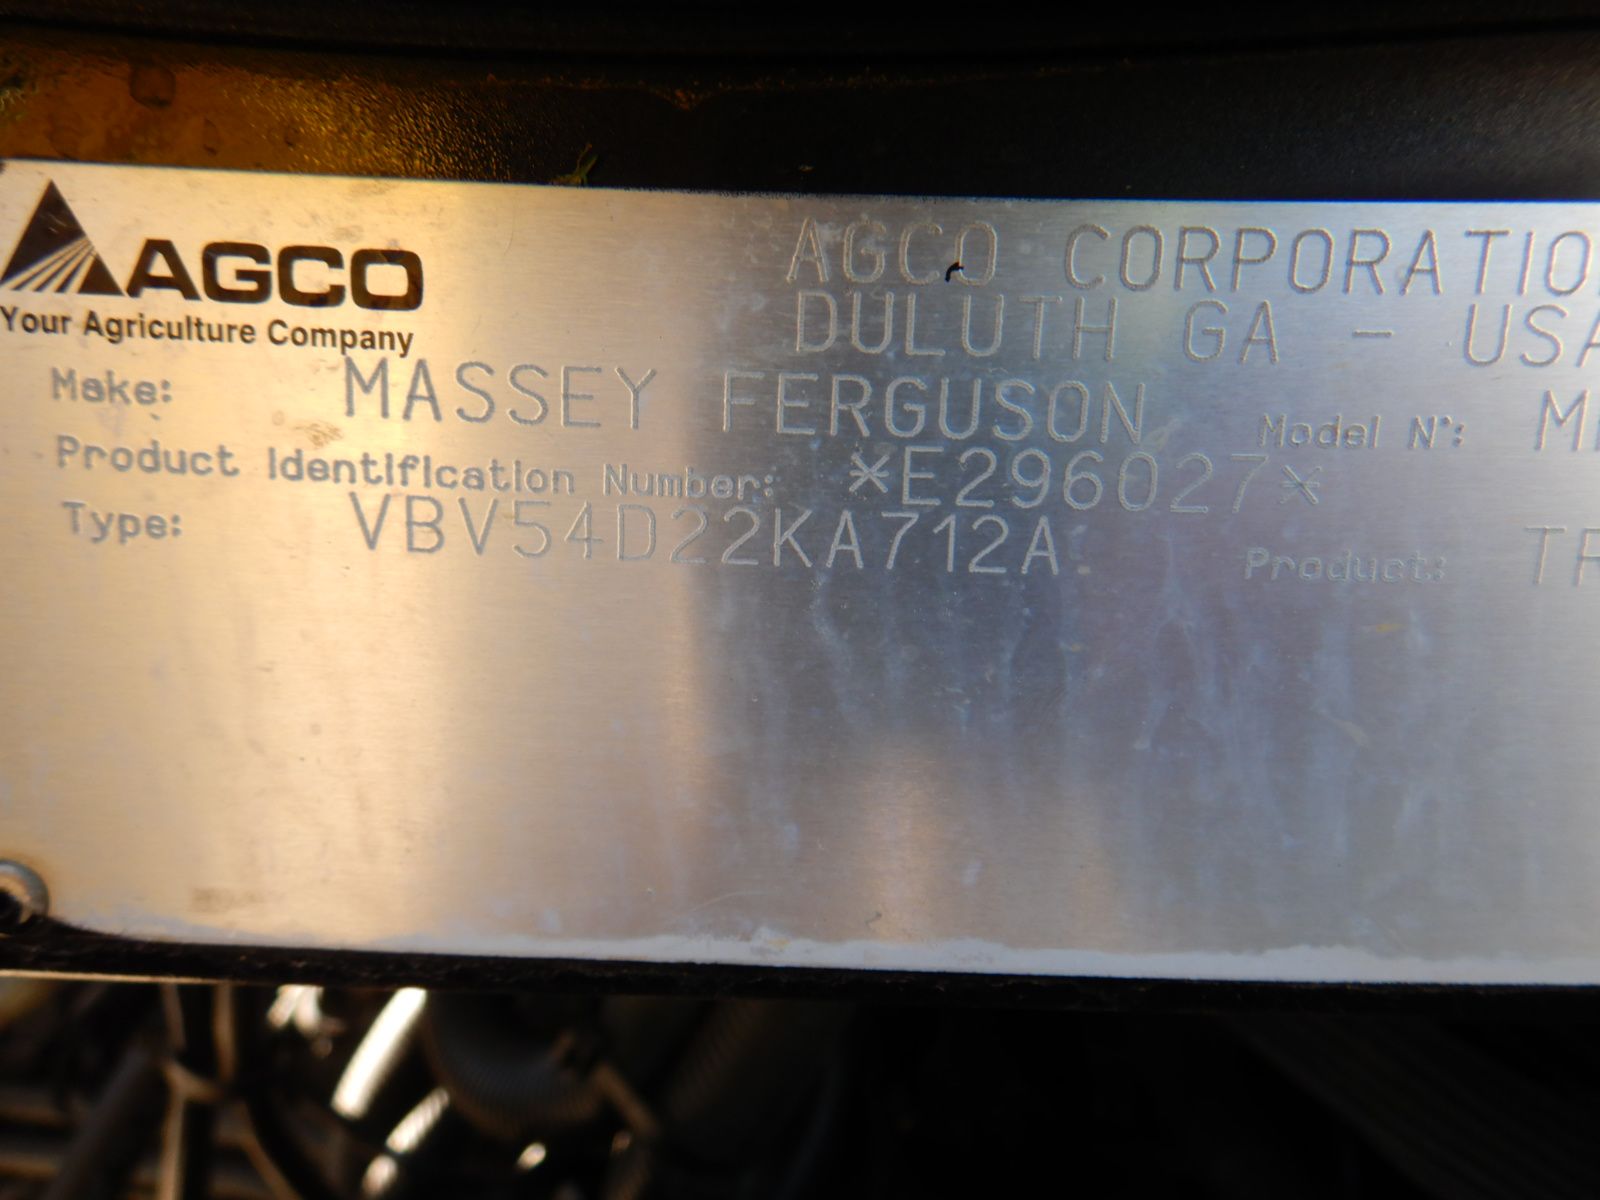 AGCO
Your Agriculture Company
AGCO CORPORATIO
DULUTH GA - USA
Make: MASSEY FERGUSON Model N°:
Product Identification Number: *E296027*
Type: VBV54D22KA712A Product: TR